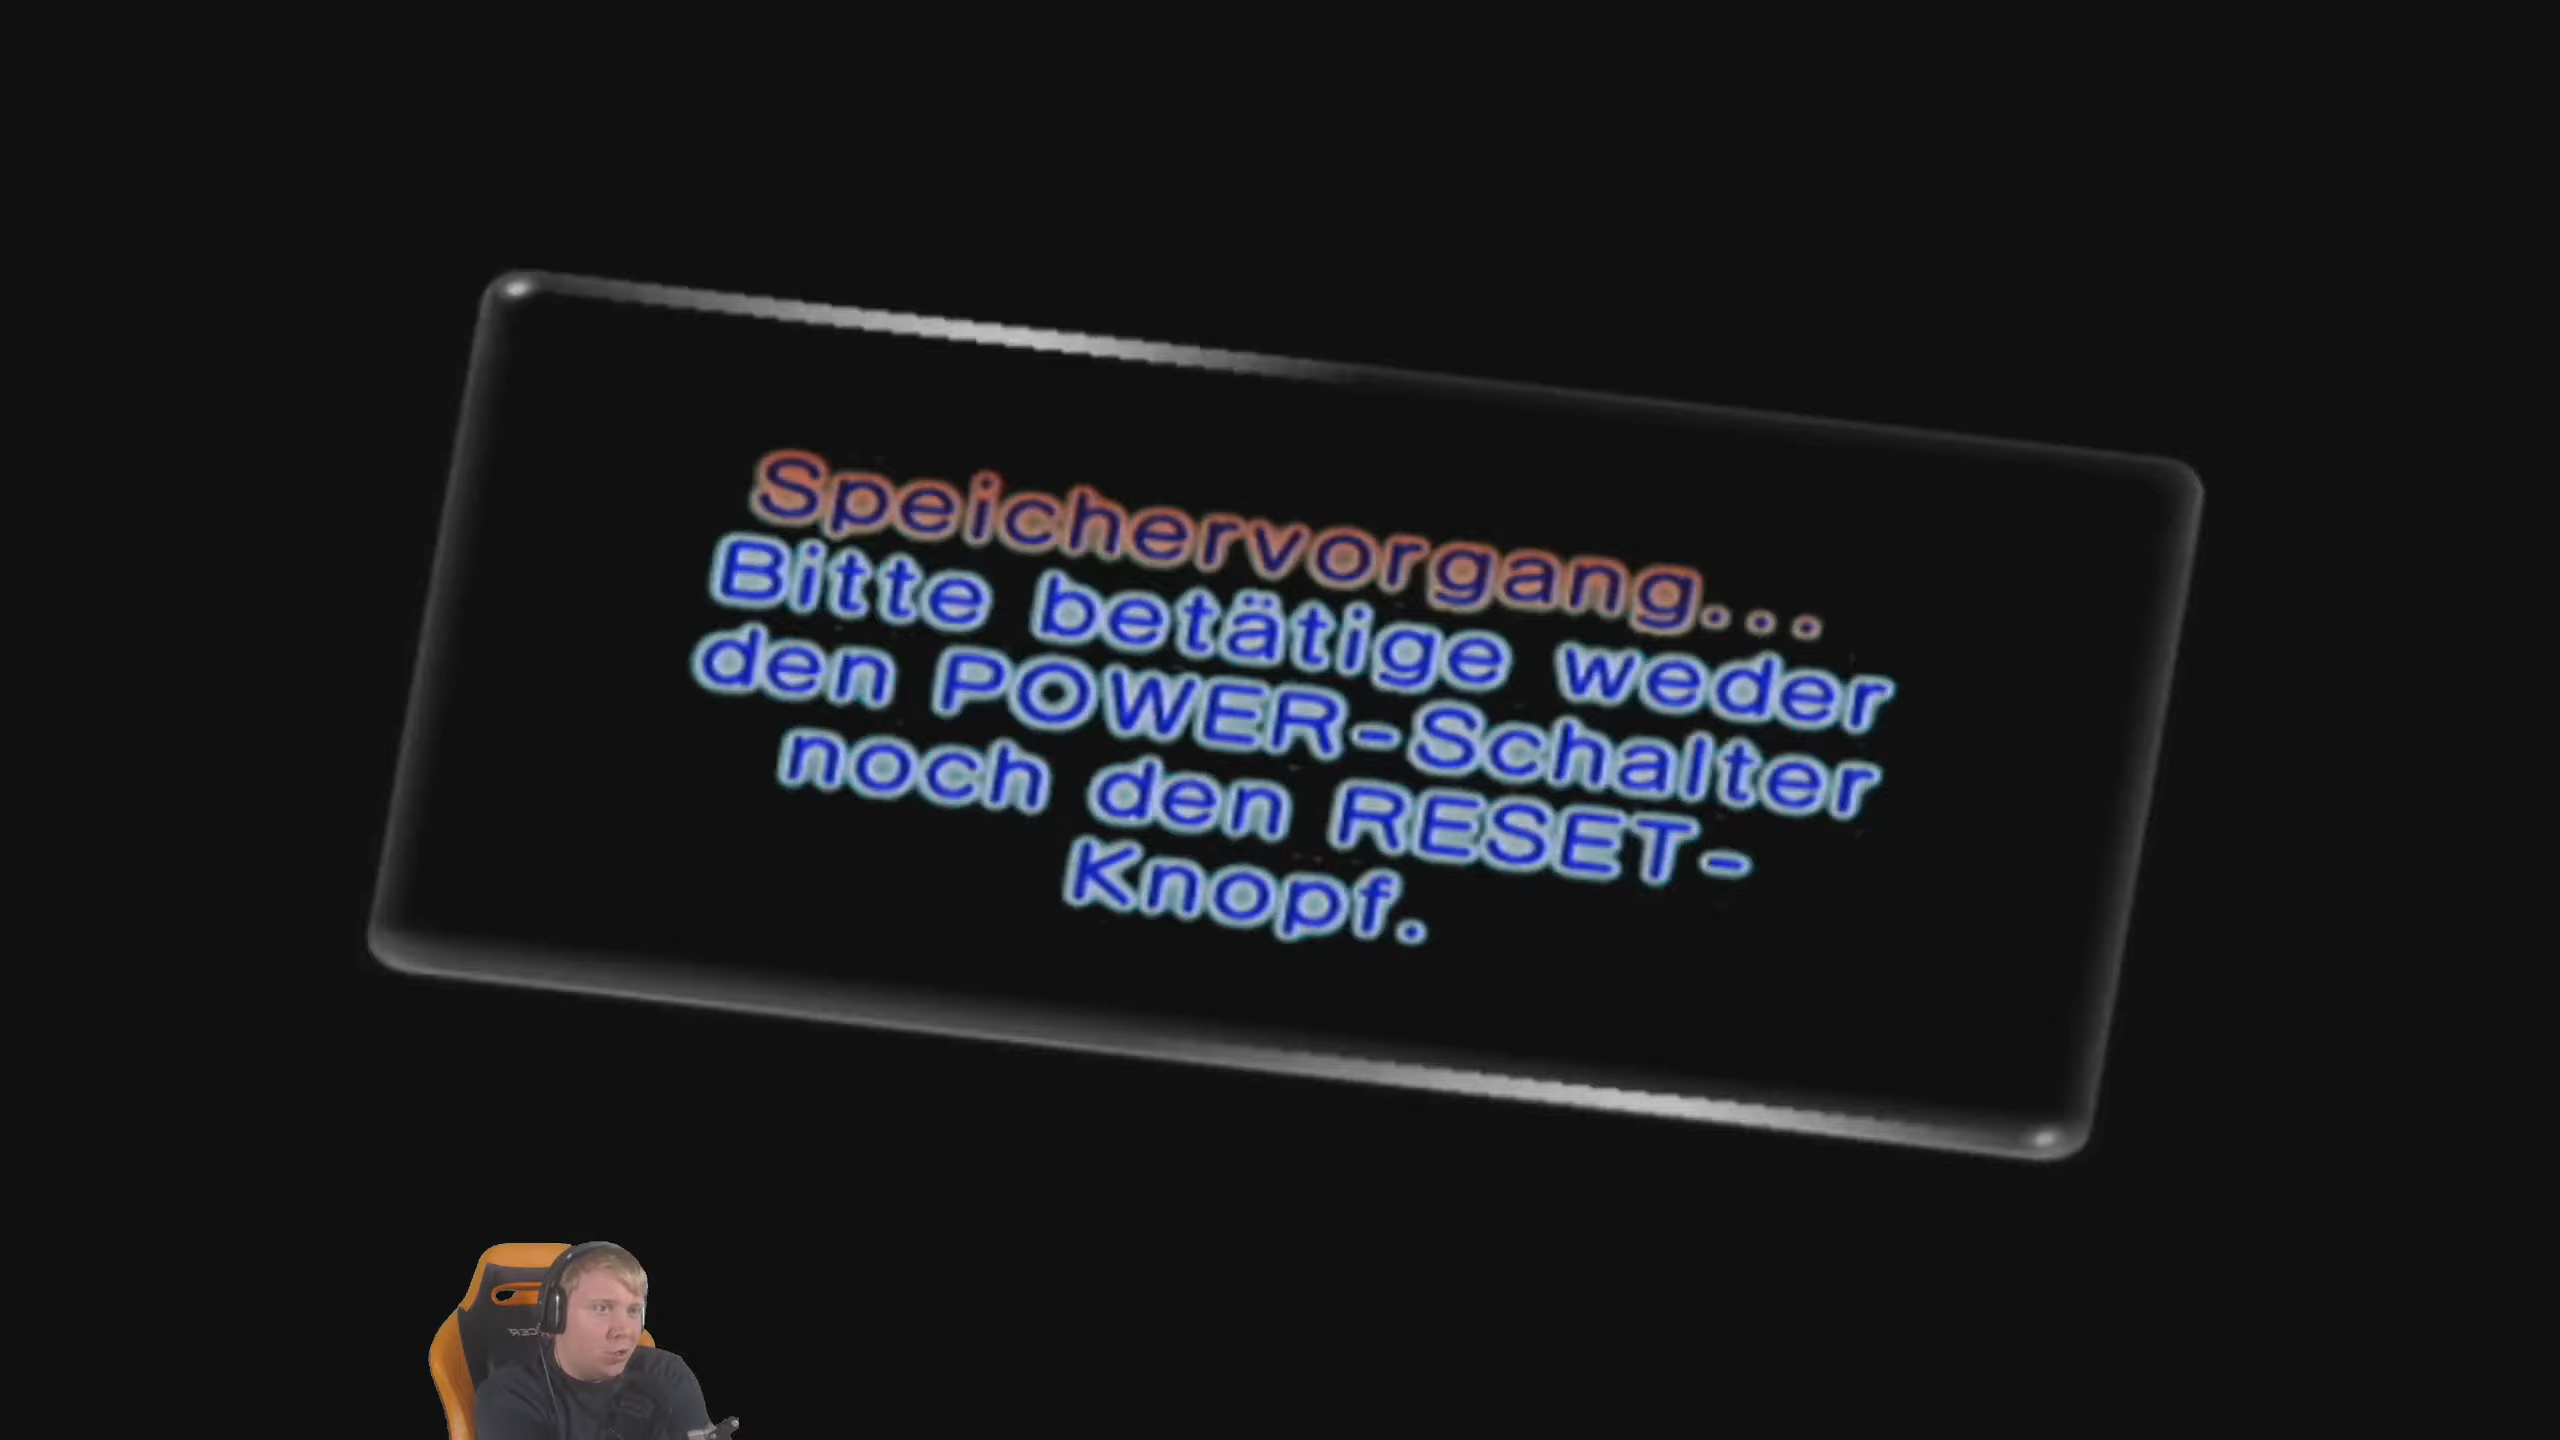 Speichervorgang...
Bitte betätige weder
den POWER-Schalter
noch den RESET-
Knopf.